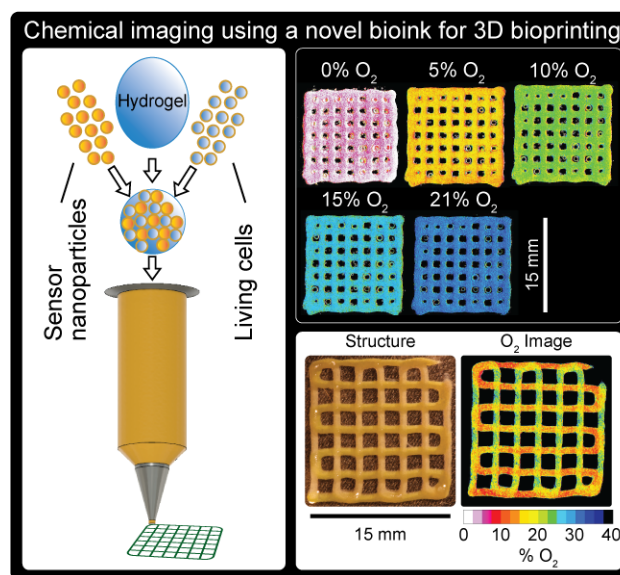 Chemical imaging using a novel bioink for 3D bioprinting
Hydrogel
Sensor
nanoparticles
Living cells
0% O₂
5% O₂
10% O₂
15% O₂
21% O₂
15 mm
Structure
O₂ Image
15 mm
0 10 20 30 40
% O₂